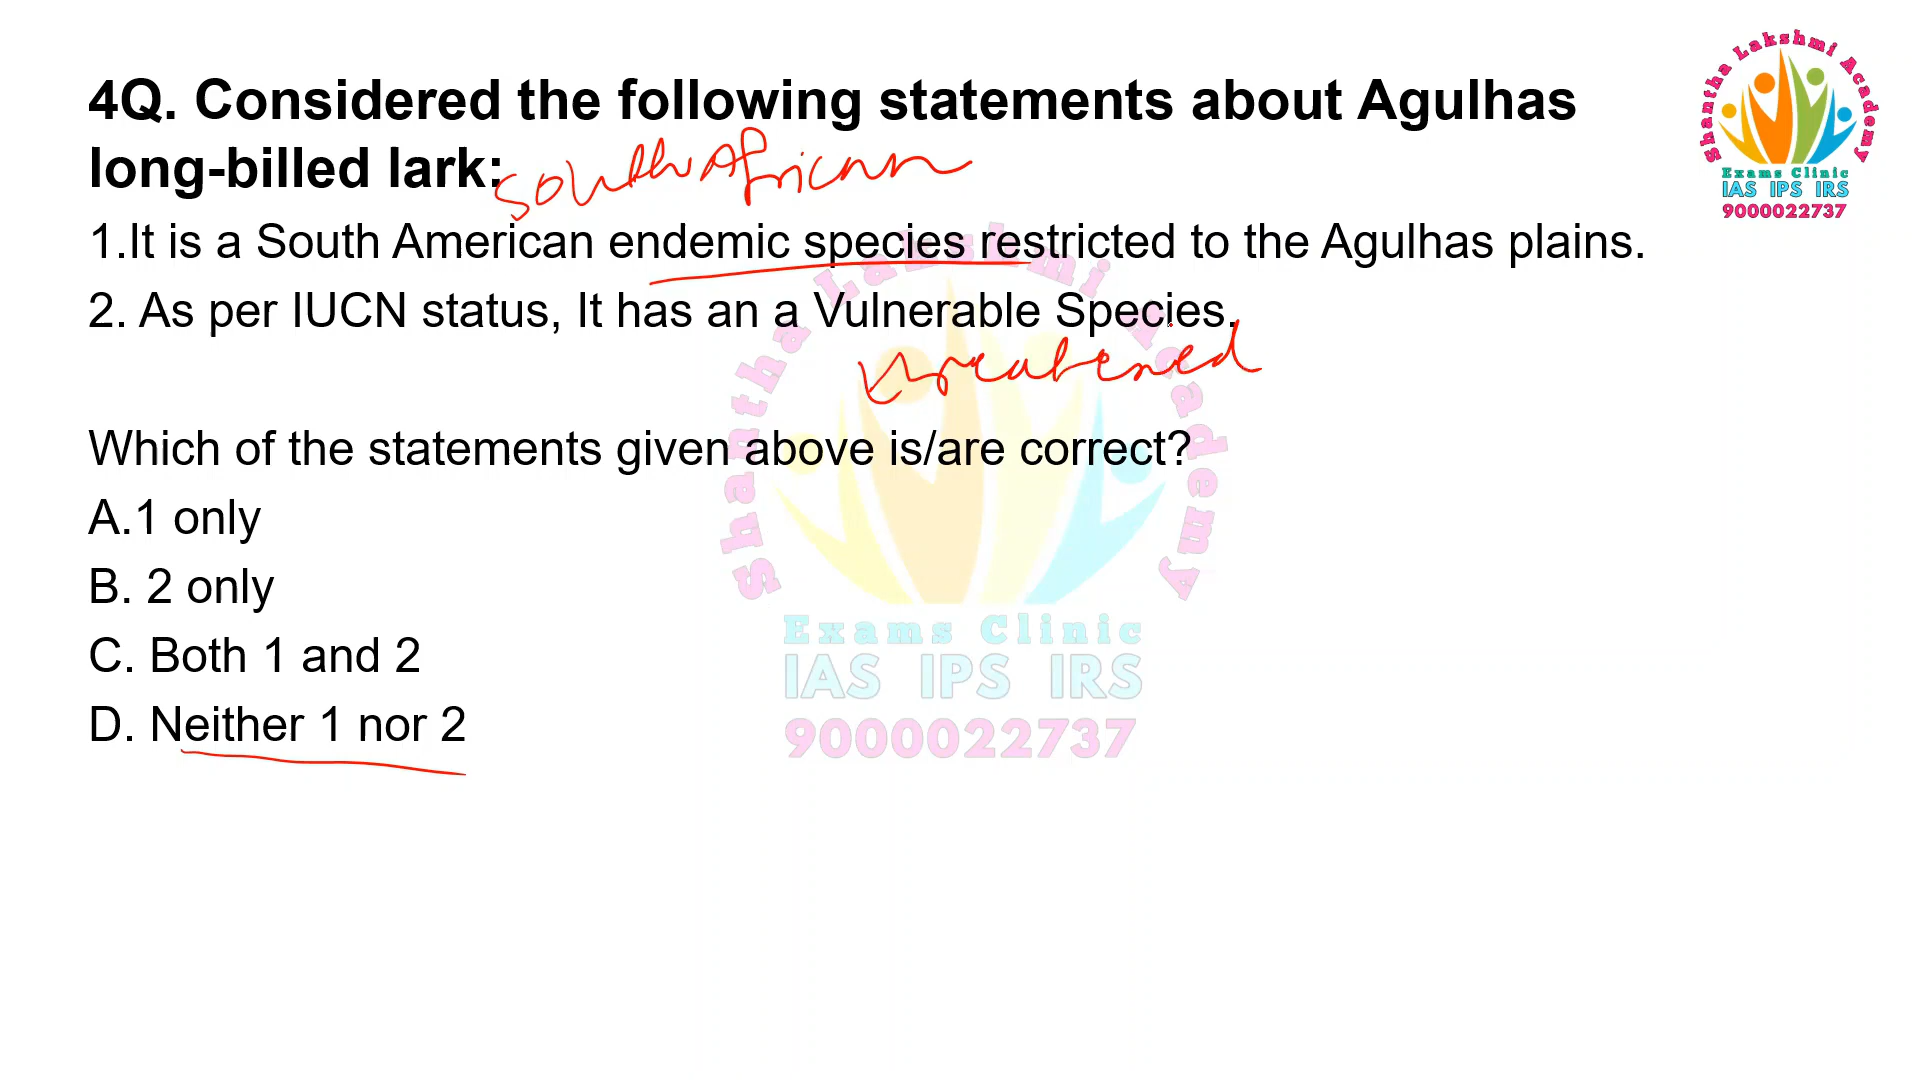 Shantha Lakshmi Academy
Exams Clinic
IAS IPS IRS
9000022737
4Q. Considered the following statements about Agulhas
long-billed lark:
South African
1.It is a South American endemic species restricted to the Agulhas plains.
2. As per IUCN status, It has an a Vulnerable Species.
threatened
Which of the statements given above is/are correct?
A.1 only
B. 2 only
C. Both 1 and 2
D. Neither 1 nor 2
Shantha Lakshmi Academy
Exams Clinic
IAS IPS IRS
9000022737